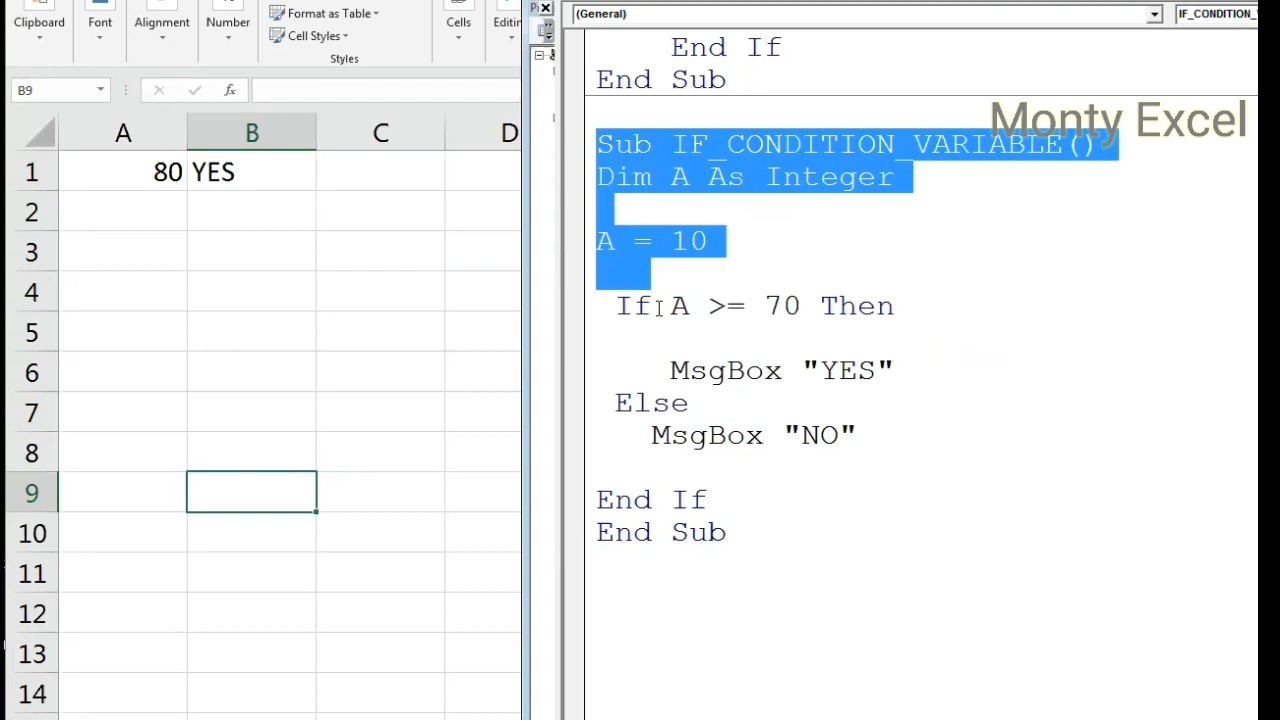 Clipboard
Font
Alignment
Number
Format as Table
Cell Styles
Styles
Cells
Editin
(General)
IF_CONDITION_
B9
fx
A B C D
1 80 YES
2
3
4
5
6
7
8
9
10
11
12
13
14
End If
End Sub
Monty Excel
Sub IF_CONDITION_VARIABLE()
Dim A As Integer
A = 10
If A >= 70 Then
MsgBox "YES"
Else
MsgBox "NO"
End If
End Sub